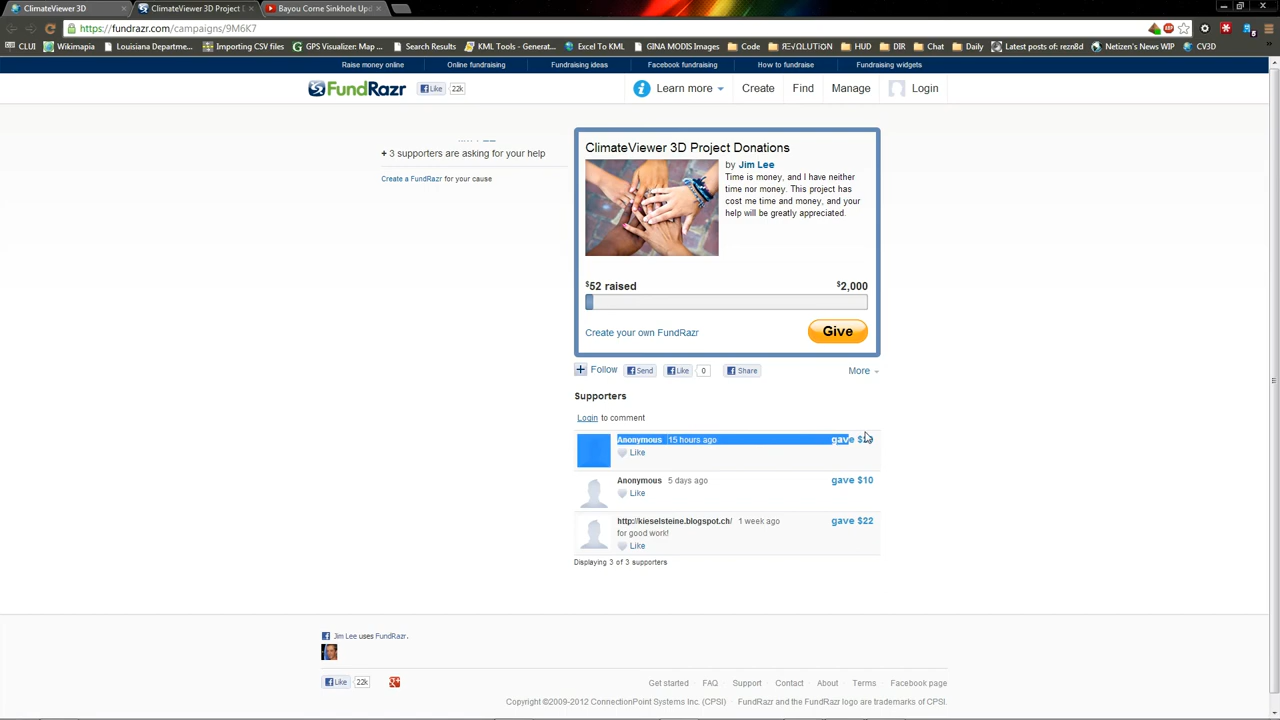 ClimateViewer 3D
ClimateViewer 3D Project
Bayou Corne Sinkhole Up
https://fundrazr.com/campaigns/9M6K7
CLUI
Wikimapia
Louisiana Departme...
Importing CSV files
GPS Visualizer: Map ...
Search Results
KML Tools - Generat...
Excel To KML
GINA MODIS Images
Code
ЯEVOLUTION
HUD
DIR
Chat
Daily
Latest posts of: rezn8d
Netizen's News WIP
CV3D
Raise money online
Online fundraising
Fundraising ideas
Facebook fundraising
How to fundraise
Fundraising widgets
FundRazr
Like 22k
Learn more
Create
Find
Manage
Login
+ 3 supporters are asking for your help
Create a FundRazr for your cause
ClimateViewer 3D Project Donations
by Jim Lee
Time is money, and I have neither
time nor money. This project has
cost me time and money, and your
help will be greatly appreciated.
$52 raised
$2,000
Create your own FundRazr
Give
Follow
Send
Like 0
Share
More
Supporters
Login to comment
Anonymous 15 hours ago
gave
Like
Anonymous 5 days ago
gave $10
Like
http://kieselsteine.blogspot.ch/ 1 week ago
gave $22
for good work!
Like
Displaying 3 of 3 supporters
Jim Lee uses FundRazr.
Like 22k
Get started
FAQ
Support
Contact
About
Terms
Facebook page
Copyright ©2009-2012 ConnectionPoint Systems Inc. (CPSI)
FundRazr and the FundRazr logo are trademarks of CPSI.